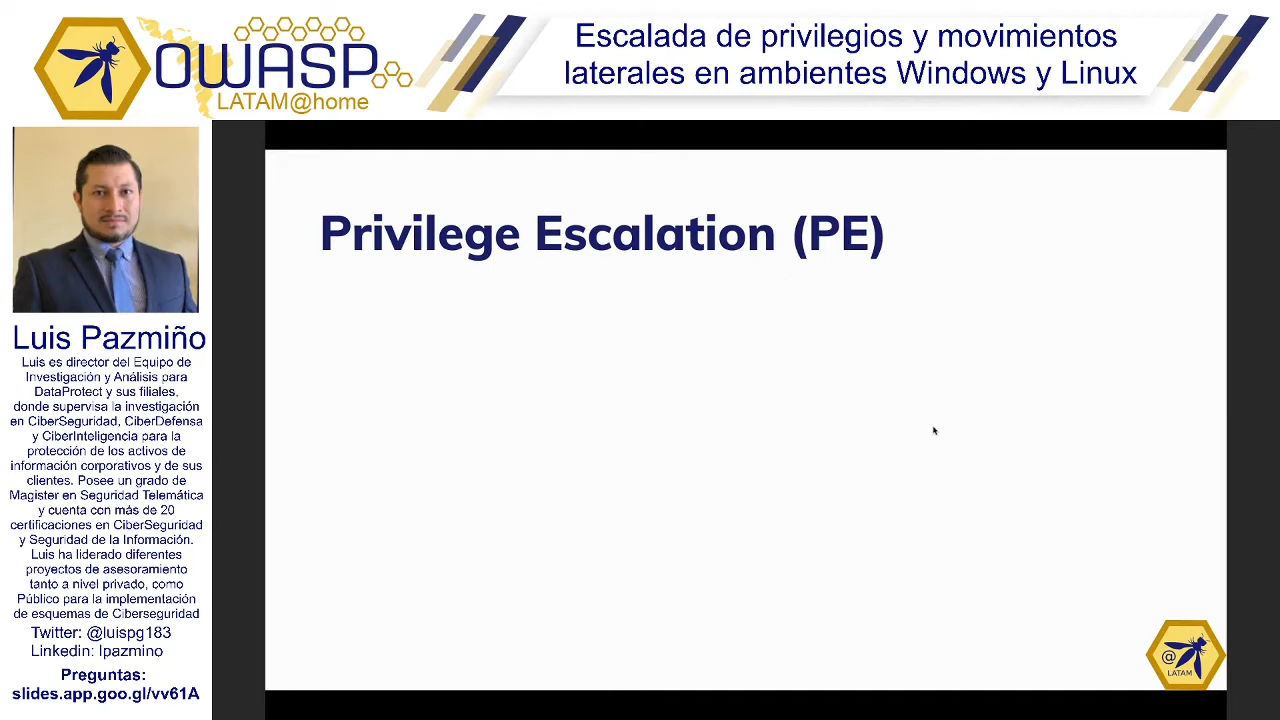 OWASP
LATAM@home
Escalada de privilegios y movimientos
laterales en ambientes Windows y Linux
Luis Pazmiño
Luis es director del Equipo de
Investigación y Análisis para
DataProtect y sus filiales,
donde supervisa la investigación
en CiberSeguridad, CiberDefensa
y CiberInteligencia para la
protección de los activos de
información corporativos y de sus
clientes. Posee un grado de
Magister en Seguridad Telemática
y cuenta con más de 20
certificaciones en CiberSeguridad
y Seguridad de la Información.
Luis ha liderado diferentes
proyectos de asesoramiento
tanto a nivel privado, como
Público para la implementación
de esquemas de Ciberseguridad
Twitter: @luispg183
Linkedin: lpazmino
Preguntas:
slides.app.goo.gl/vv61A
Privilege Escalation (PE)
@
LATAM